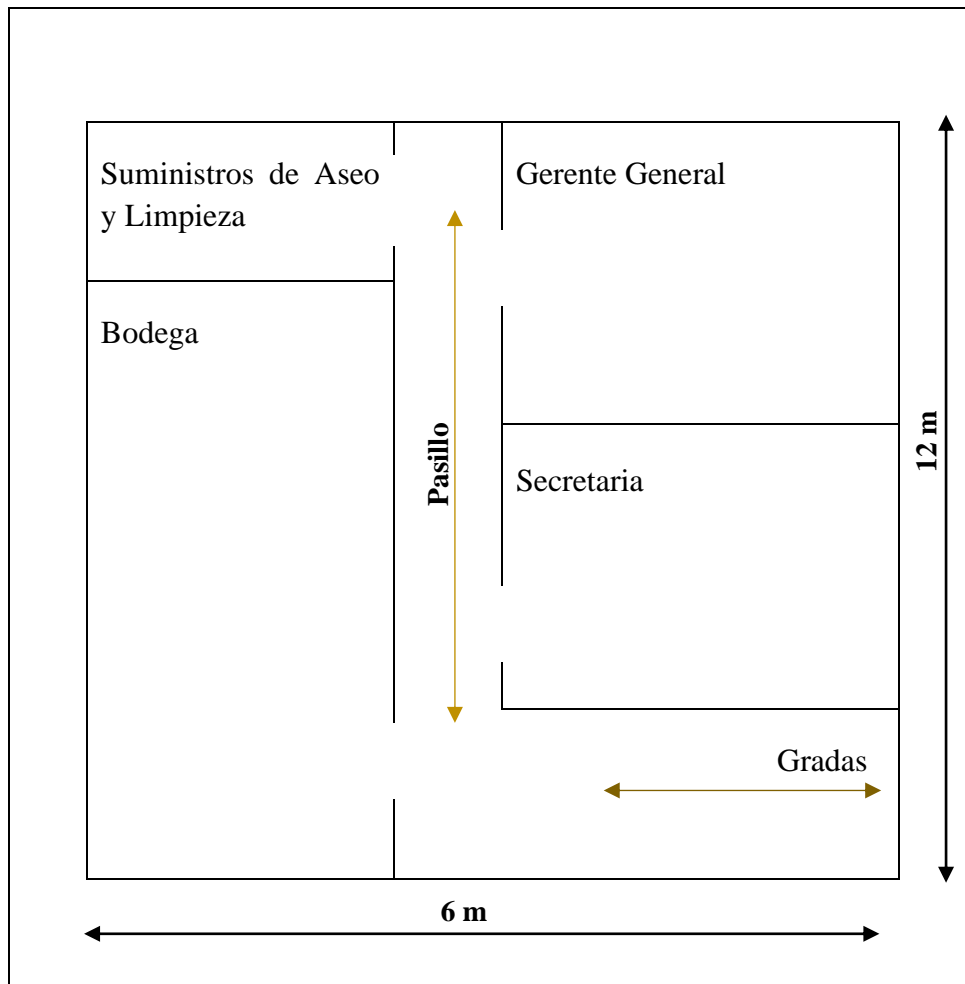 Suministros de Aseo
y Limpieza
Gerente General
Bodega
Pasillo
Secretaria
12 m
Gradas
6 m